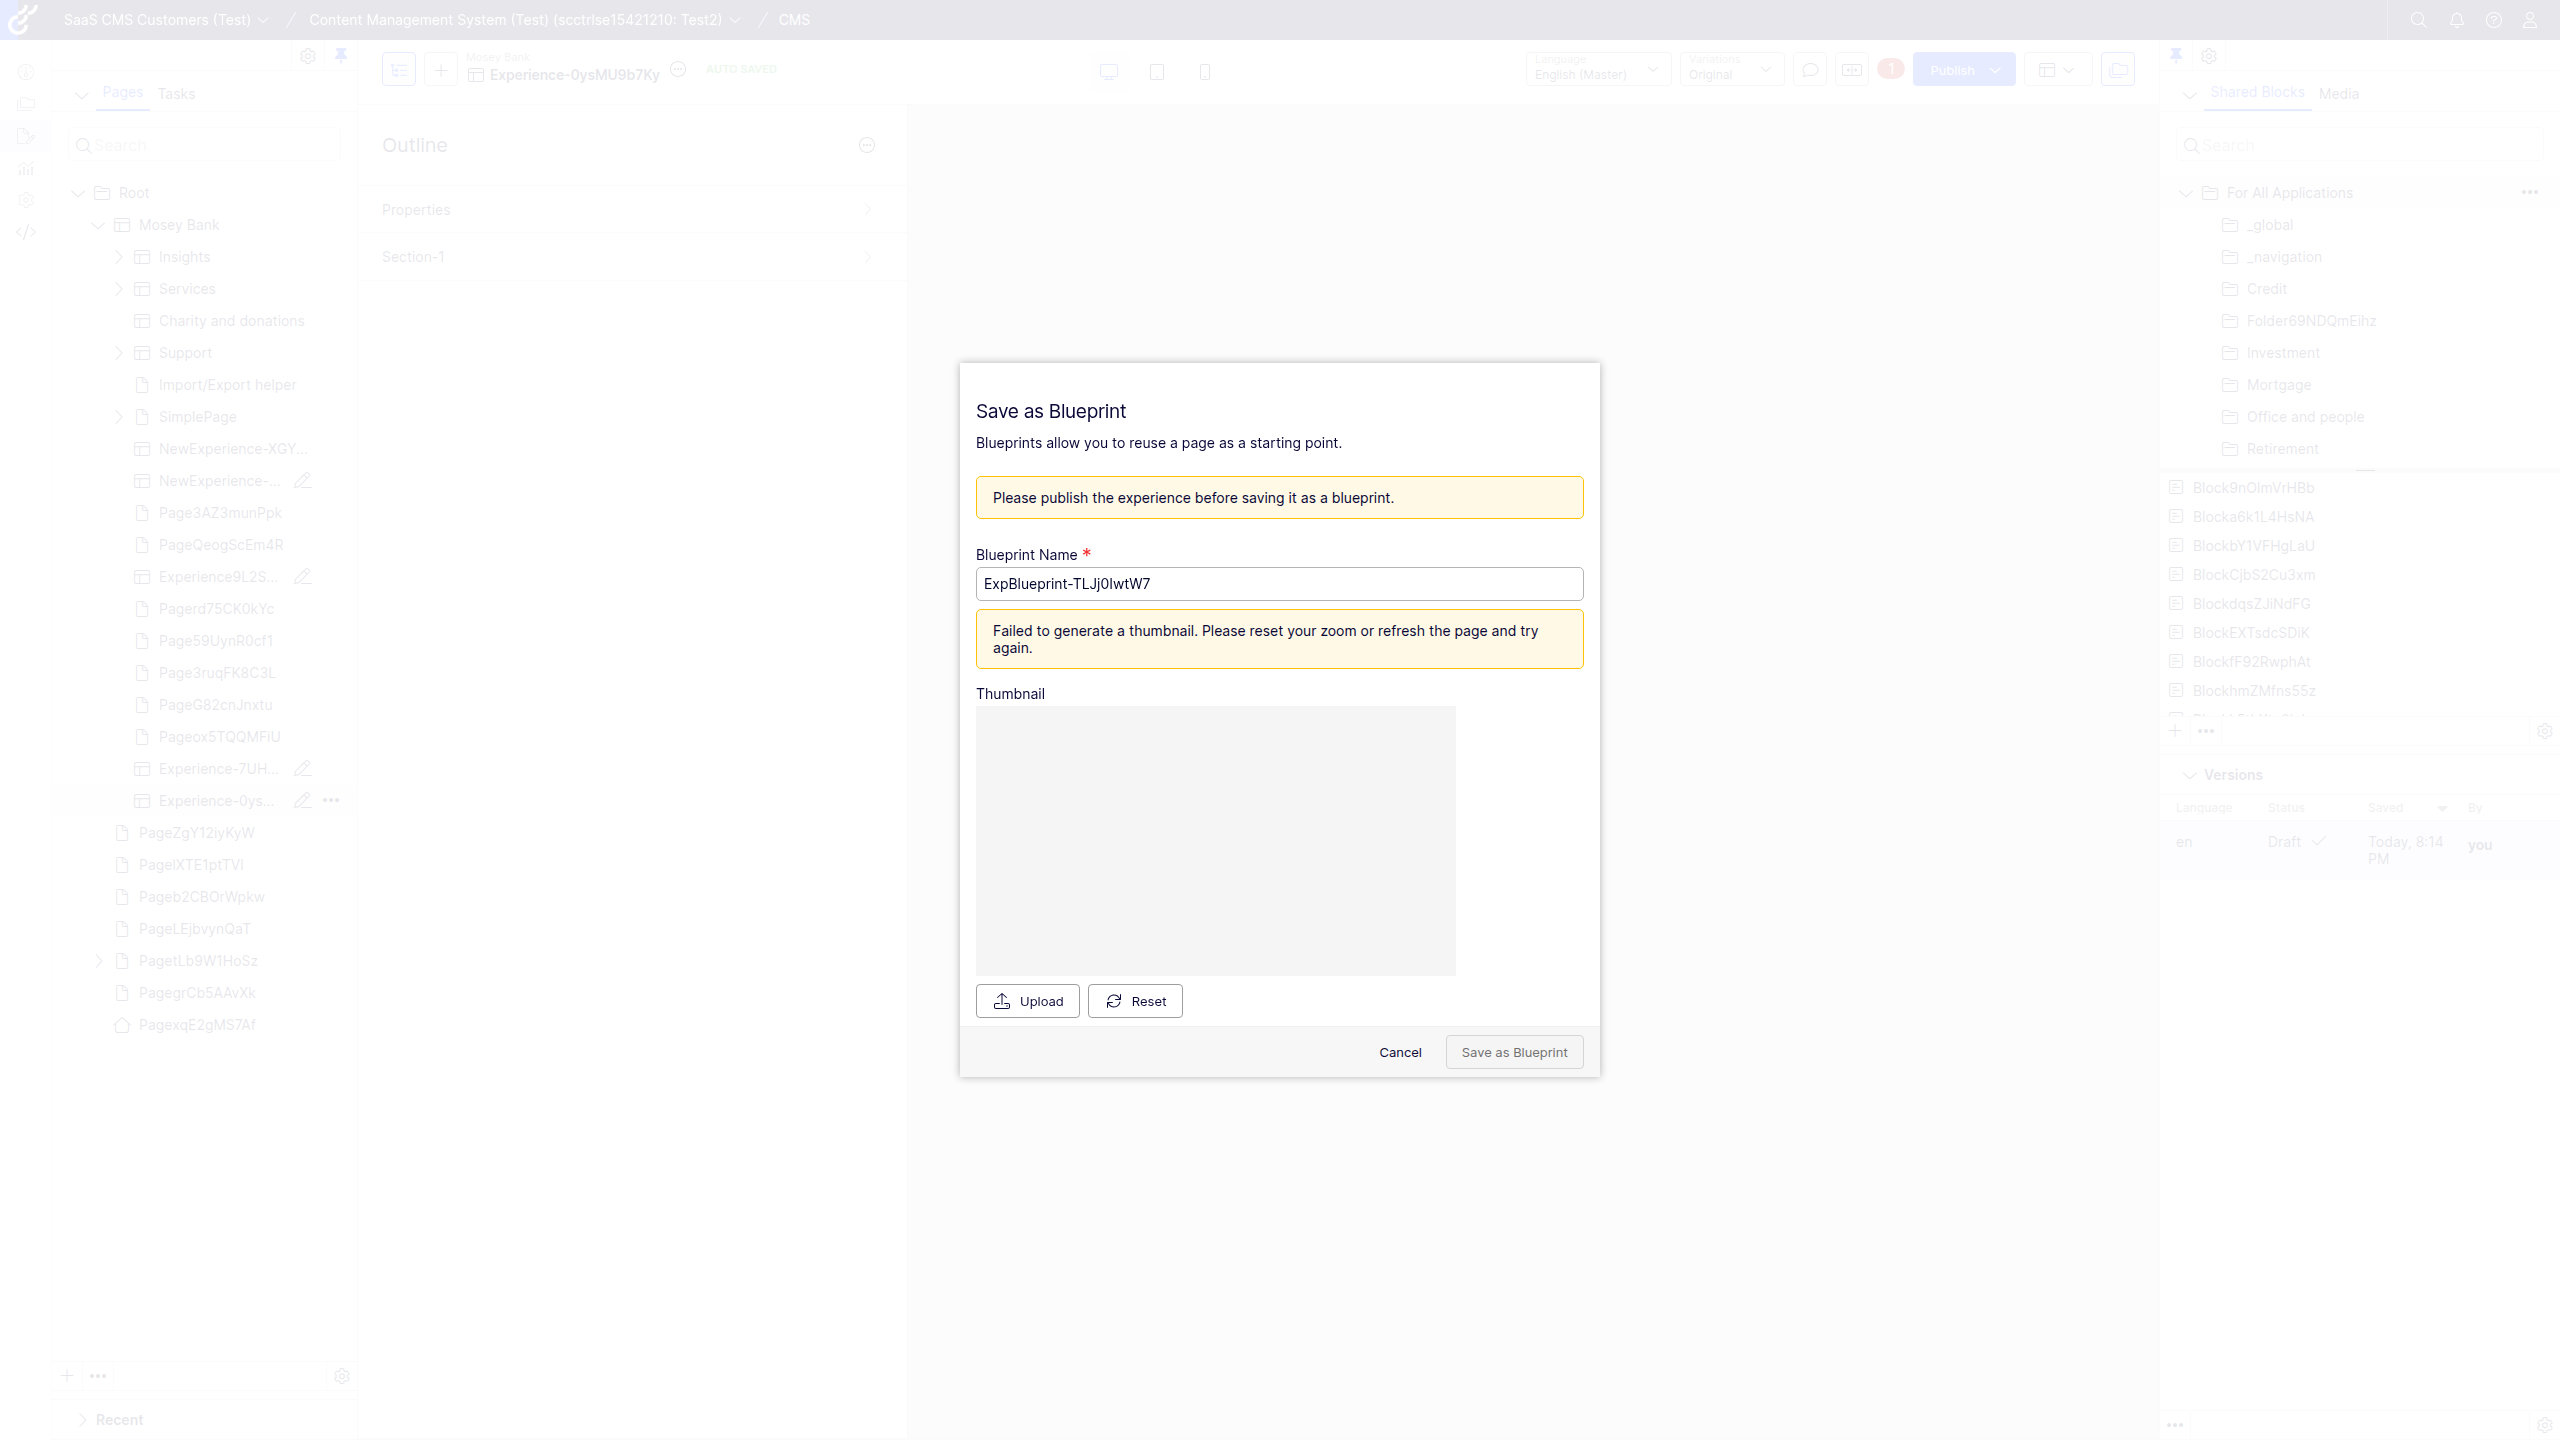 SaaS CMS Customers (Test) / Content Management System (Test) (scctrlse15421210: Test2) / CMS
Pages Tasks
Search
Root
Mosey Bank
Insights
Services
Charity and donations
Support
Import/Export helper
SimplePage
NewExperience-XGY...
NewExperience-...
Page3AZ3munPpk
PageQeogScEm4R
Experience9L2S...
Pagerd75CK0kYc
Page59UynR0cf1
Page3ruqFK8C3L
PageG82cnJnxtu
Pageox5TQQMFiU
Experience-7UH...
Experience-0ys...
PageZgY12iyKyW
PageIXTE1ptTVI
Pageb2CBOrWpkw
PageLEjbvynQaT
PagetLb9W1HoSz
PagegrCb5AAvXk
PagexqE2gMS7Af
Recent
Mosey Bank
Experience-0ysMU9b7Ky
AUTO SAVED
Language
English (Master)
Variations
Original
1
Publish
Outline
Properties
Section-1
Save as Blueprint
Blueprints allow you to reuse a page as a starting point.
Please publish the experience before saving it as a blueprint.
Blueprint Name *
ExpBlueprint-TLJj0IwtW7
Failed to generate a thumbnail. Please reset your zoom or refresh the page and try
again.
Thumbnail
Upload Reset
Cancel Save as Blueprint
Shared Blocks Media
Search
For All Applications
_global
_navigation
Credit
Folder69NDQmEihz
Investment
Mortgage
Office and people
Retirement
Block9nOlmVrHBb
Blocka6k1L4HsNA
BlockbY1VFHgLaU
BlockCjbS2Cu3xm
BlockdqsZJiNdFG
BlockEXTsdcSDiK
BlockfF92RwphAt
BlockhmZMfns55z
Versions
Language Status Saved By
en Draft Today, 8:14 you
PM